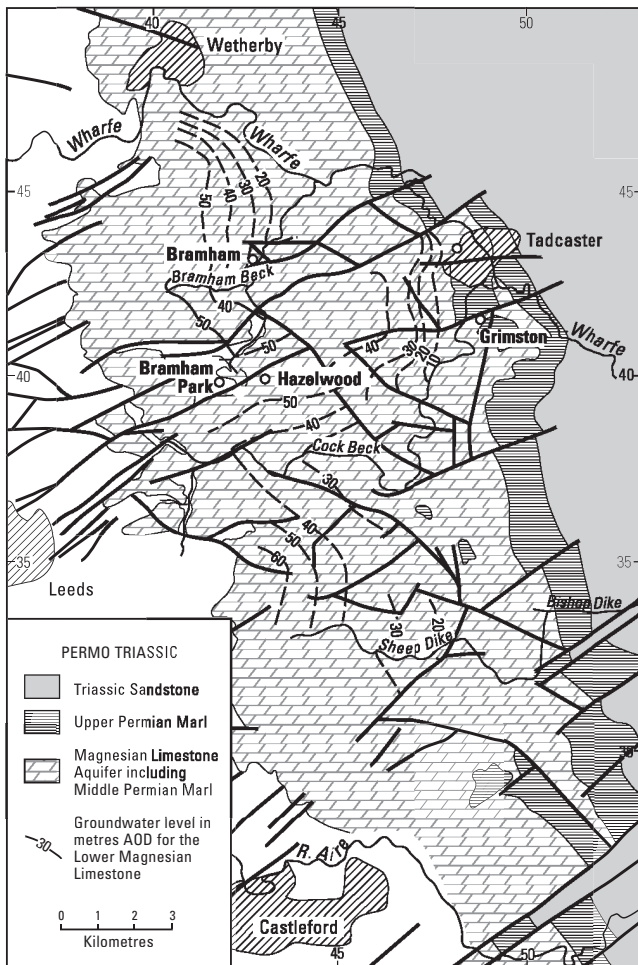 40
45
50
Wetherby
Wharfe
Wharfe
20
30
40
50
45
45
Bramham
Bramham Beck
Tadcaster
40
50
50
40
30
20
10
Grimston
Wharfe
Bramham
Park
Hazelwood
40
40
50
40
Cock Beck
30
40
50
60
35
35
Leeds
30
20
Sheep Dike
Bishop Dike
PERMO TRIASSIC
Triassic Sandstone
Upper Permian Marl
Magnesian Limestone
Aquifer including
Middle Permian Marl
30
Groundwater level in
metres AOD for the
Lower Magnesian
Limestone
0 1 2 3
Kilometres
30
R. Aire
Castleford
45
50